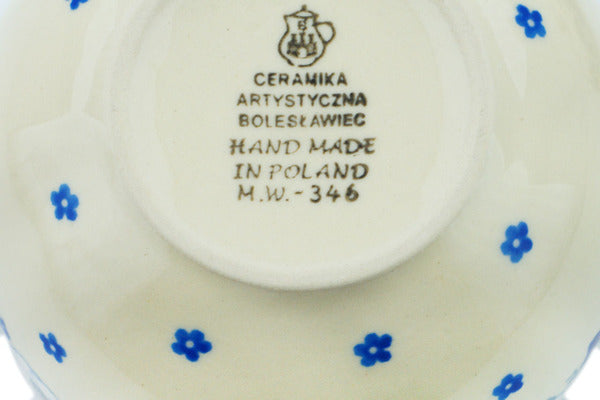 CERAMIKA
ARTYSTYCZNA
BOLESŁAWIEC
HAND MADE
IN POLAND
M.W.-346